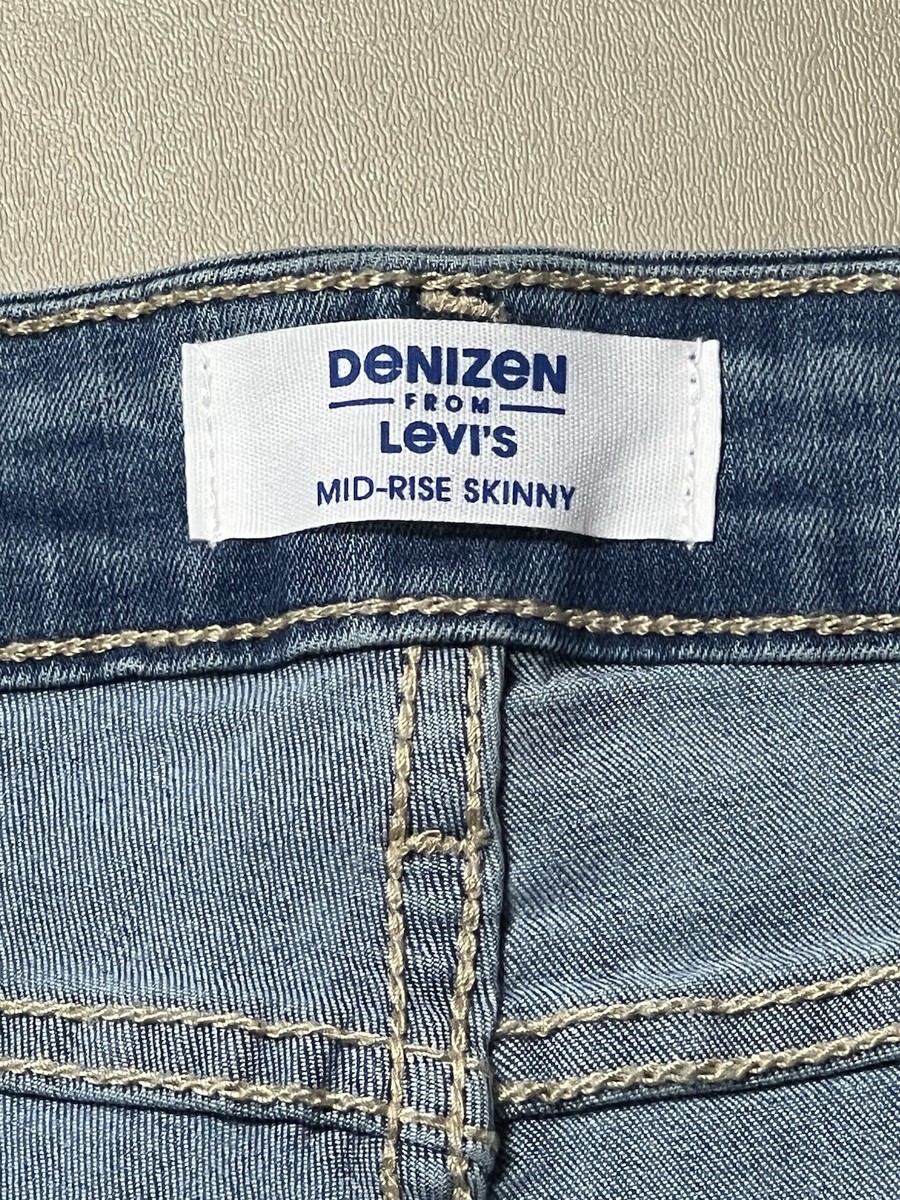 DeNIZeN
FROM
Levi's
MID-RISE SKINNY